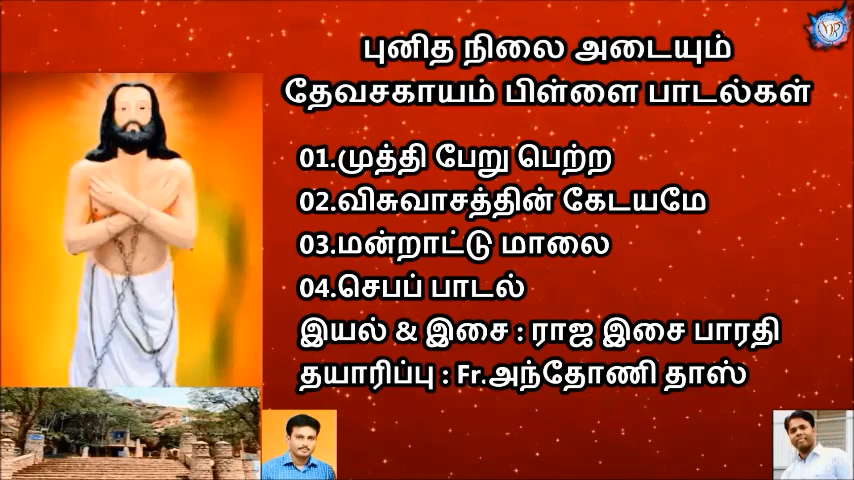 புனித நிலை அடையும்
தேவசகாயம் பிள்ளை பாடல்கள்
01.முத்தி பேறு பெற்ற
02.விசுவாசத்தின் கேடயமே
03.மன்றாட்டு மாலை
04.செபப் பாடல்
இயல் & இசை : ராஜ இசை பாரதி
தயாரிப்பு : Fr.அந்தோணி தாஸ்